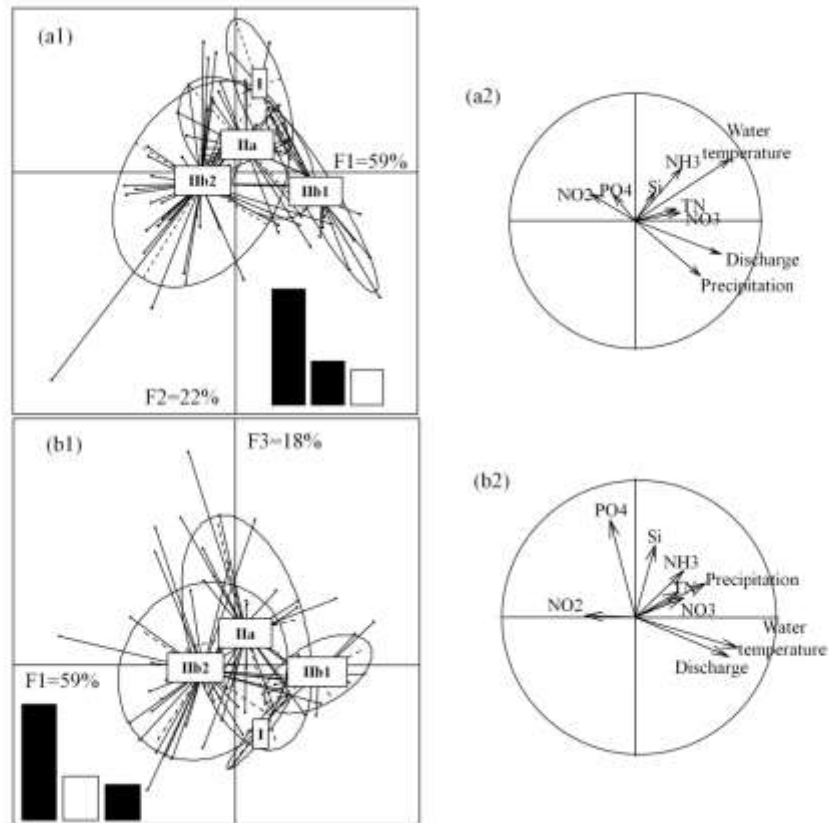 (a1)
I
IIa
F1=59%
IIb2
IIb1
F2=22%
(a2)
Water
temperature
NH3
Si
PO4
NO2
TN
NO3
Discharge
Precipitation
(b1)
F3=18%
IIa
IIb2
IIb1
F1=59%
I
(b2)
PO4
Si
NH3
Precipitation
NO3
NO2
Water
temperature
Discharge